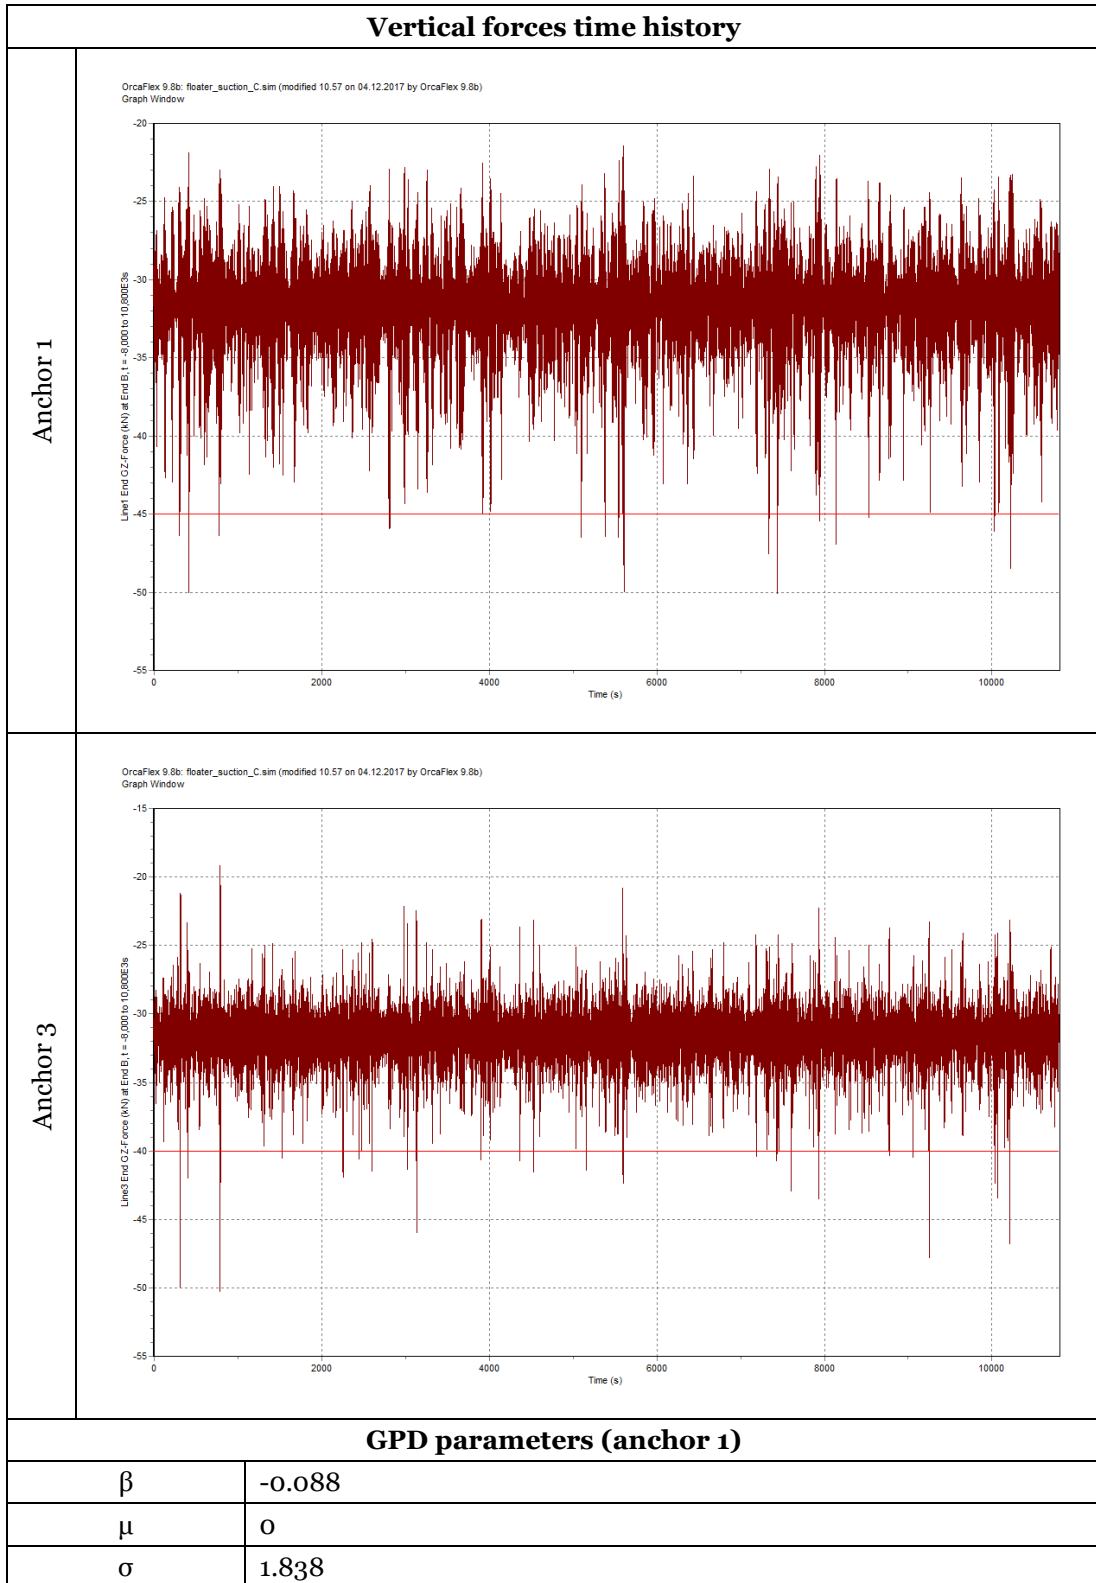 Vertical forces time history
Anchor 1
OrcaFlex 9.8b: floater_suction_C.sim (modified 10.57 on 04.12.2017 by OrcaFlex 9.8b)
Graph Window
Line1 End GZ-Force (kN) at End B, t = -8,000 to 10,800E3s
-20
-25
-30
-35
-40
-45
-50
-55
0 2000 4000 6000 8000 10000
Time (s)
Anchor 3
OrcaFlex 9.8b: floater_suction_C.sim (modified 10.57 on 04.12.2017 by OrcaFlex 9.8b)
Graph Window
Line3 End GZ-Force (kN) at End B, t = -8,000 to 10,800E3s
-15
-20
-25
-30
-35
-40
-45
-50
-55
0 2000 4000 6000 8000 10000
Time (s)
GPD parameters (anchor 1)
β -0.088
μ 0
σ 1.838